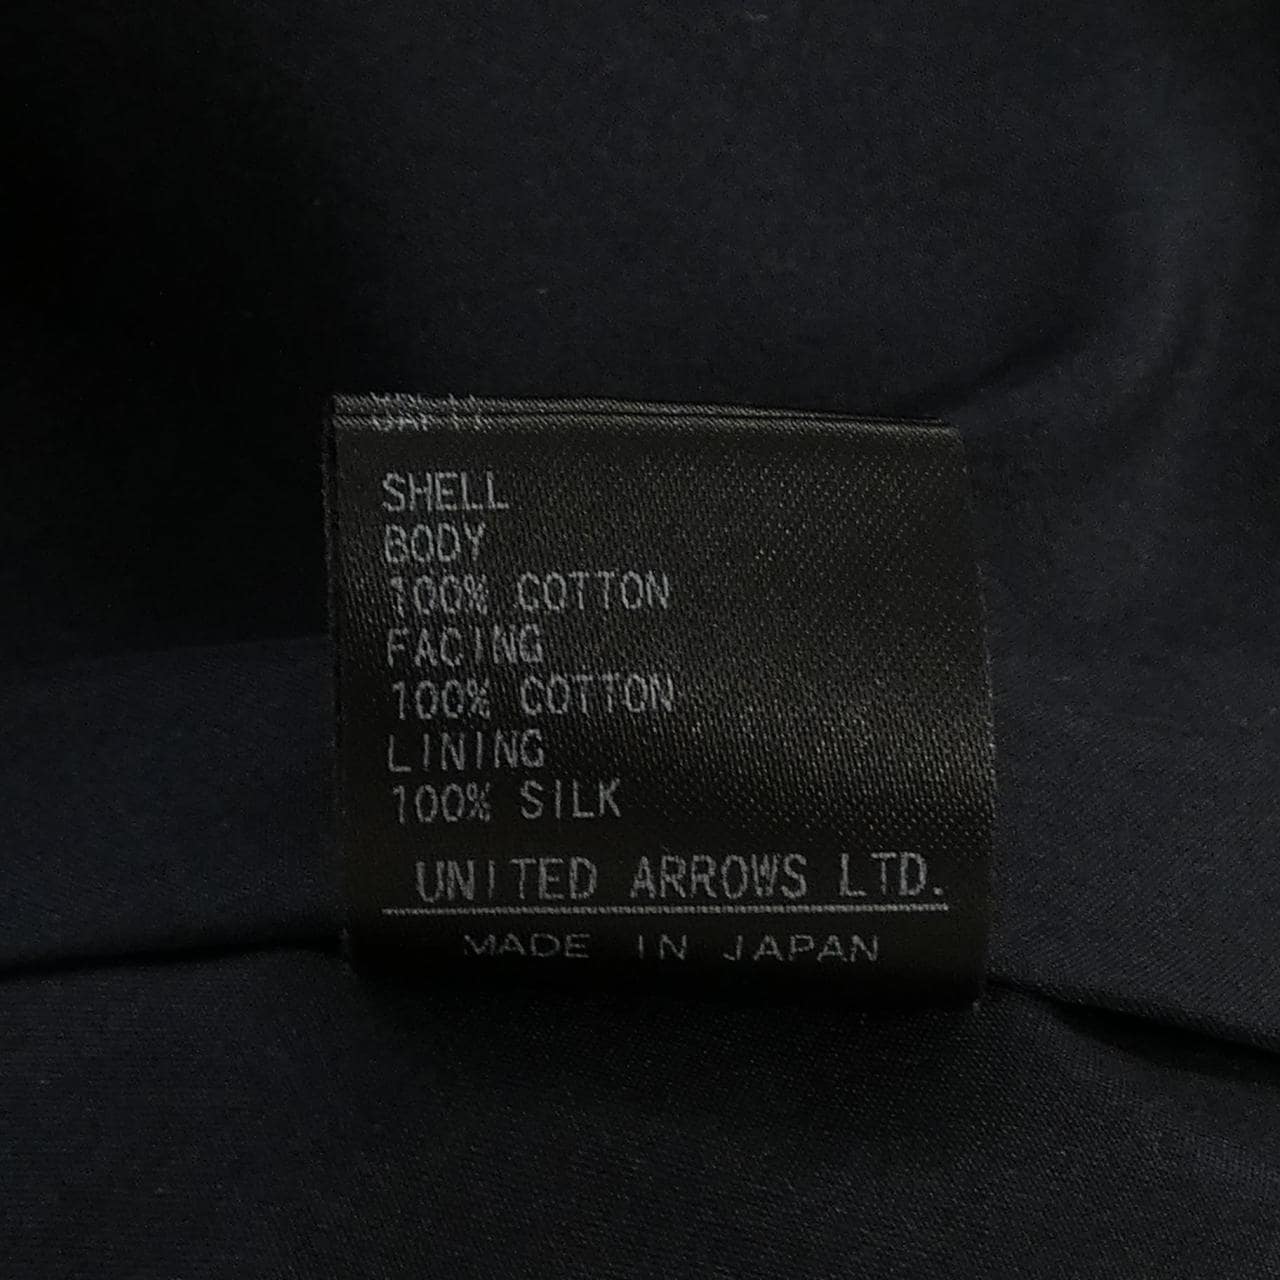 SHELL
BODY
100% COTTON
FACING
100% COTTON
LINING
100% SILK
UNITED ARROWS LTD.
MADE IN JAPAN